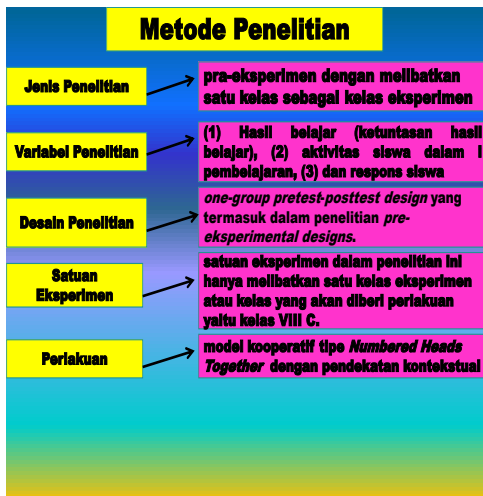 Metode Penelitian
Jenis Penelitian
pra-eksperimen dengan melibatkan
satu kelas sebagai kelas eksperimen
Variabel Penelitian
(1) Hasil belajar (ketuntasan hasil
belajar), (2) aktivitas siswa dalam
pembelajaran, (3) dan respons siswa
Desain Penelitian
one-group pretest-posttest design yang
termasuk dalam penelitian pre-
eksperimental designs.
Satuan
Eksperimen
satuan eksperimen dalam penelitian ini
hanya melibatkan satu kelas eksperimen
atau kelas yang akan diberi perlakuan
yaitu kelas VIII C.
Perlakuan
model kooperatif tipe Numbered Heads
Together dengan pendekatan kontekstual